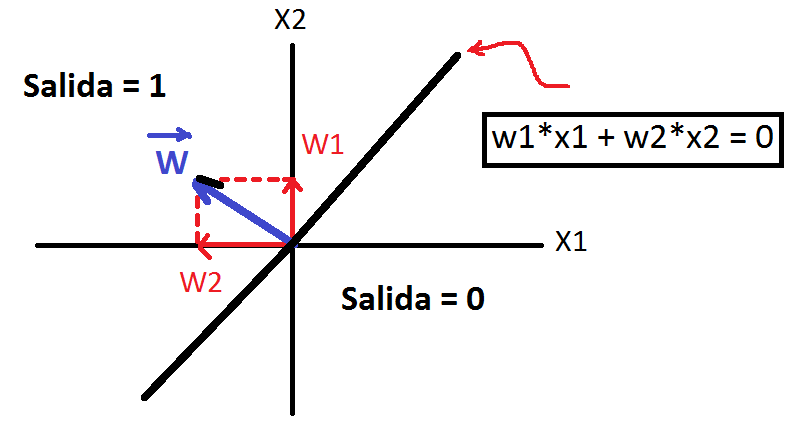 X2
Salida = 1
w1*x1 + w2*x2 = 0
W1
W
X1
W2
Salida = 0